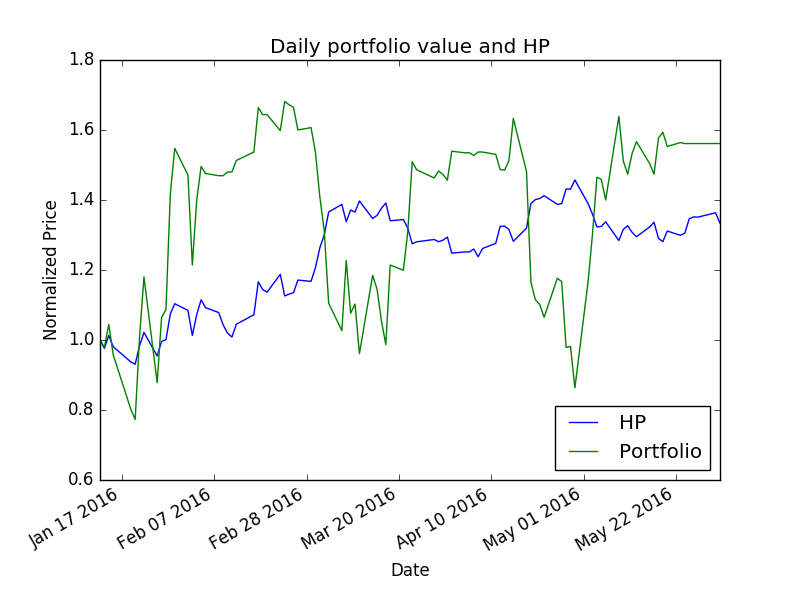 Daily portfolio value and HP
1.8
1.6
1.4
1.2
1.0
0.8
0.6
Normalized Price
HP
Portfolio
Jan 17 2016
Feb 07 2016
Feb 28 2016
Mar 20 2016
Apr 10 2016
May 01 2016
May 22 2016
Date